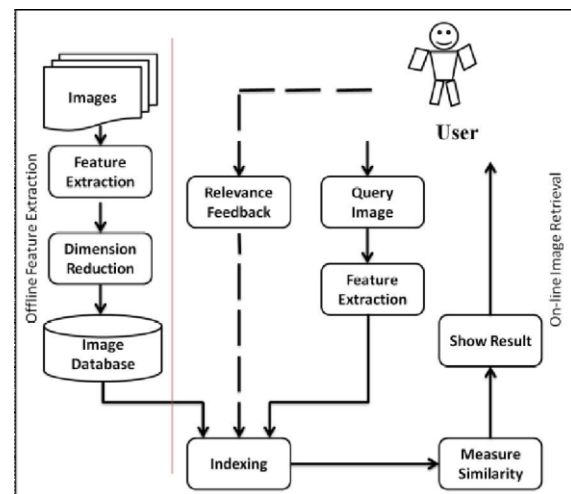 Images
Feature
Extraction
Dimension
Reduction
Image
Database
Offline Feature Extraction
User
Relevance
Feedback
Query
Image
Feature
Extraction
Indexing
Measure
Similarity
Show Result
On-line Image Retrieval